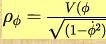 ρ_ϕ = V(ϕ / √(1−ϕ̇²)